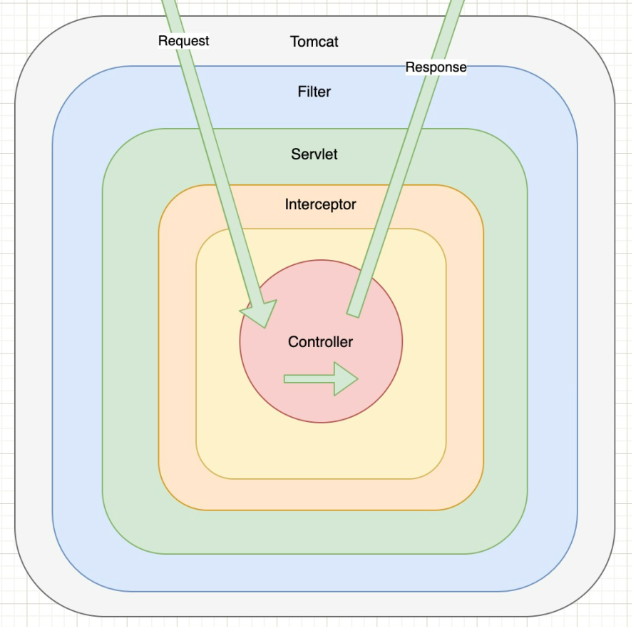 Request
Tomcat
Response
Filter
Servlet
Interceptor
Controller